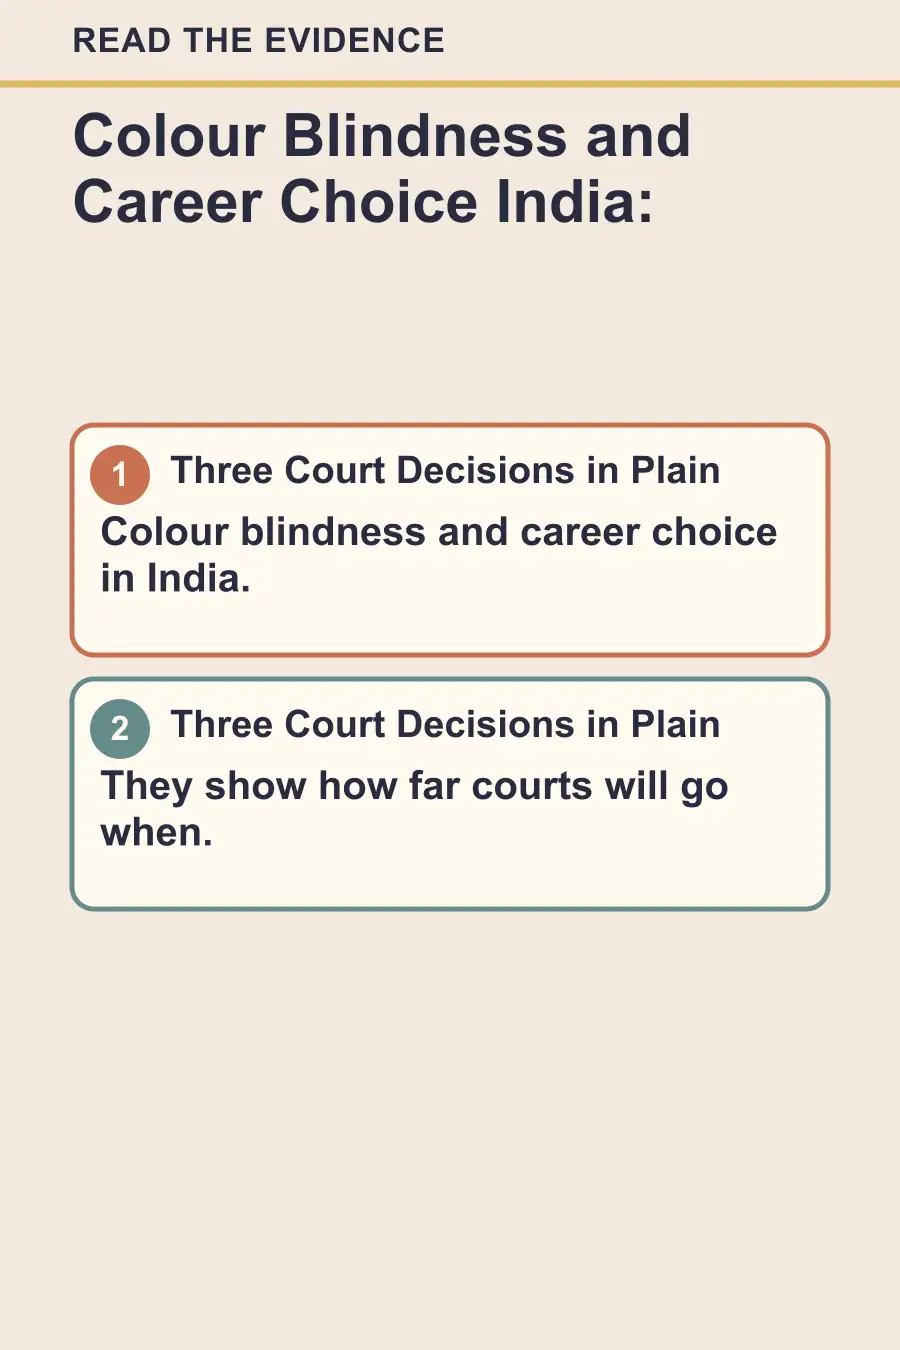 READ THE EVIDENCE
Colour Blindness and
Career Choice India:
1 Three Court Decisions in Plain
Colour blindness and career choice
in India.
2 Three Court Decisions in Plain
They show how far courts will go
when.